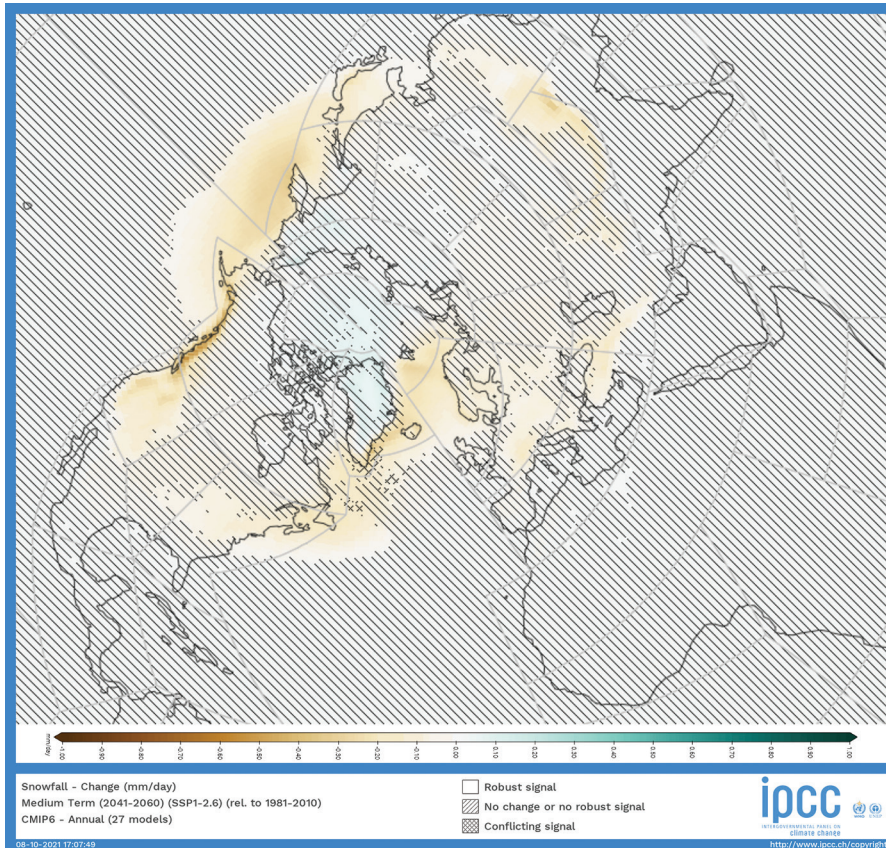 mm/day
-1.00 -0.90 -0.80 -0.70 -0.60 -0.50 -0.40 -0.30 -0.20 -0.10 0.00 0.10 0.20 0.30 0.40 0.50 0.60 0.70 0.80 0.90 1.00
Snowfall - Change (mm/day)
Medium Term (2041-2060) (SSP1-2.6) (rel. to 1981-2010)
CMIP6 - Annual (27 models)
Robust signal
No change or no robust signal
Conflicting signal
ipcc
INTERGOVERNMENTAL PANEL ON
climate change
WMO
UNEP
08-10-2021 17:07:49
http://www.ipcc.ch/copyright